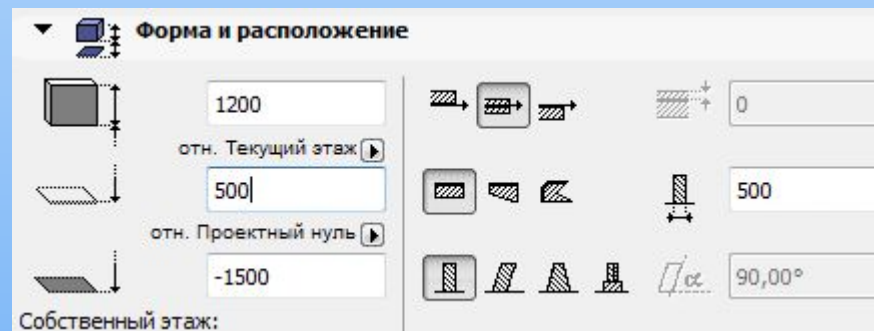 Форма и расположение
1200
0
отн. Текущий этаж
500
500
отн. Проектный нуль
-1500
α
90,00°
Собственный этаж: